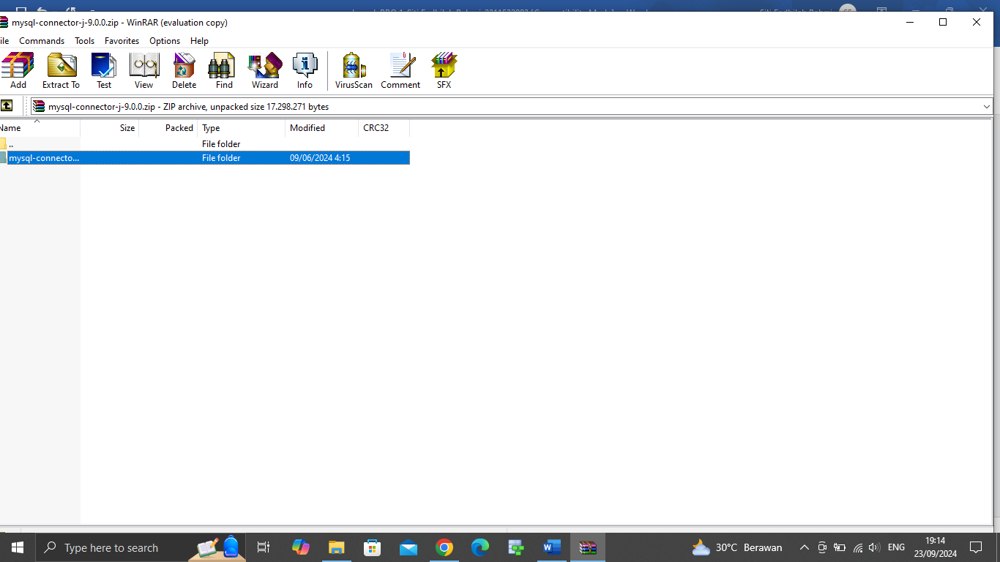 mysql-connector-j-9.0.0.zip - WinRAR (evaluation copy)
ile Commands Tools Favorites Options Help
Add Extract To Test View Delete Find Wizard Info VirusScan Comment SFX
mysql-connector-j-9.0.0.zip - ZIP archive, unpacked size 17.298.271 bytes
Name Size Packed Type Modified CRC32
.. File folder
mysql-connecto... File folder 09/06/2024 4:15
Type here to search
30°C Berawan
ENG
19:14
23/09/2024